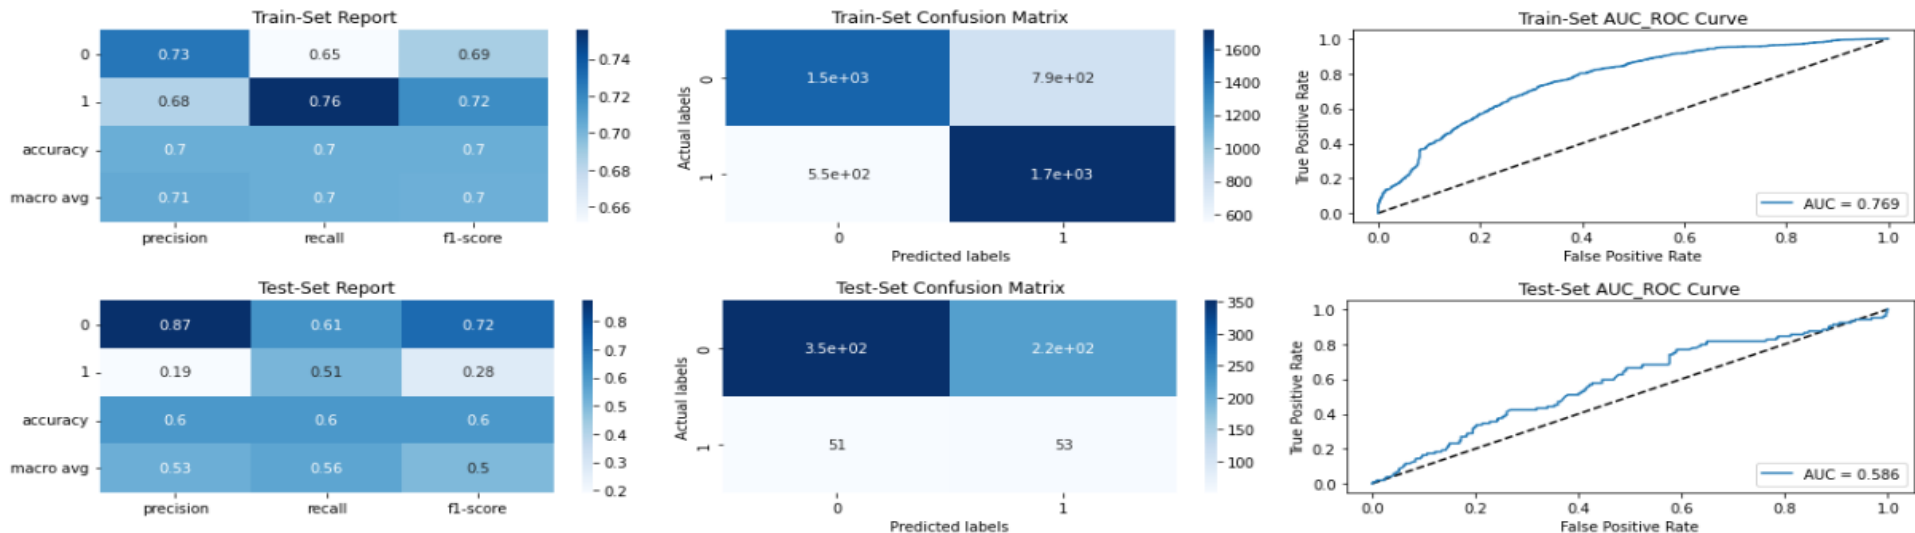 Train-Set Report
0 0.73 0.65 0.69
1 0.68 0.76 0.72
accuracy 0.7 0.7 0.7
macro avg 0.71 0.7 0.7
precision recall f1-score
0.74
0.72
0.70
0.68
0.66
Train-Set Confusion Matrix
Actual labels
0 1.5e+03 7.9e+02
1 5.5e+02 1.7e+03
0 1
Predicted labels
1600
1400
1200
1000
800
600
Train-Set AUC_ROC Curve
True Positive Rate
1.0
0.8
0.6
0.4
0.2
0.0
AUC = 0.769
0.0 0.2 0.4 0.6 0.8 1.0
False Positive Rate
Test-Set Report
0 0.87 0.61 0.72
1 0.19 0.51 0.28
accuracy 0.6 0.6 0.6
macro avg 0.53 0.56 0.5
precision recall f1-score
0.8
0.7
0.6
0.5
0.4
0.3
0.2
Test-Set Confusion Matrix
Actual labels
0 3.5e+02 2.2e+02
1 51 53
0 1
Predicted labels
350
300
250
200
150
100
Test-Set AUC_ROC Curve
True Positive Rate
1.0
0.8
0.6
0.4
0.2
0.0
AUC = 0.586
0.0 0.2 0.4 0.6 0.8 1.0
False Positive Rate